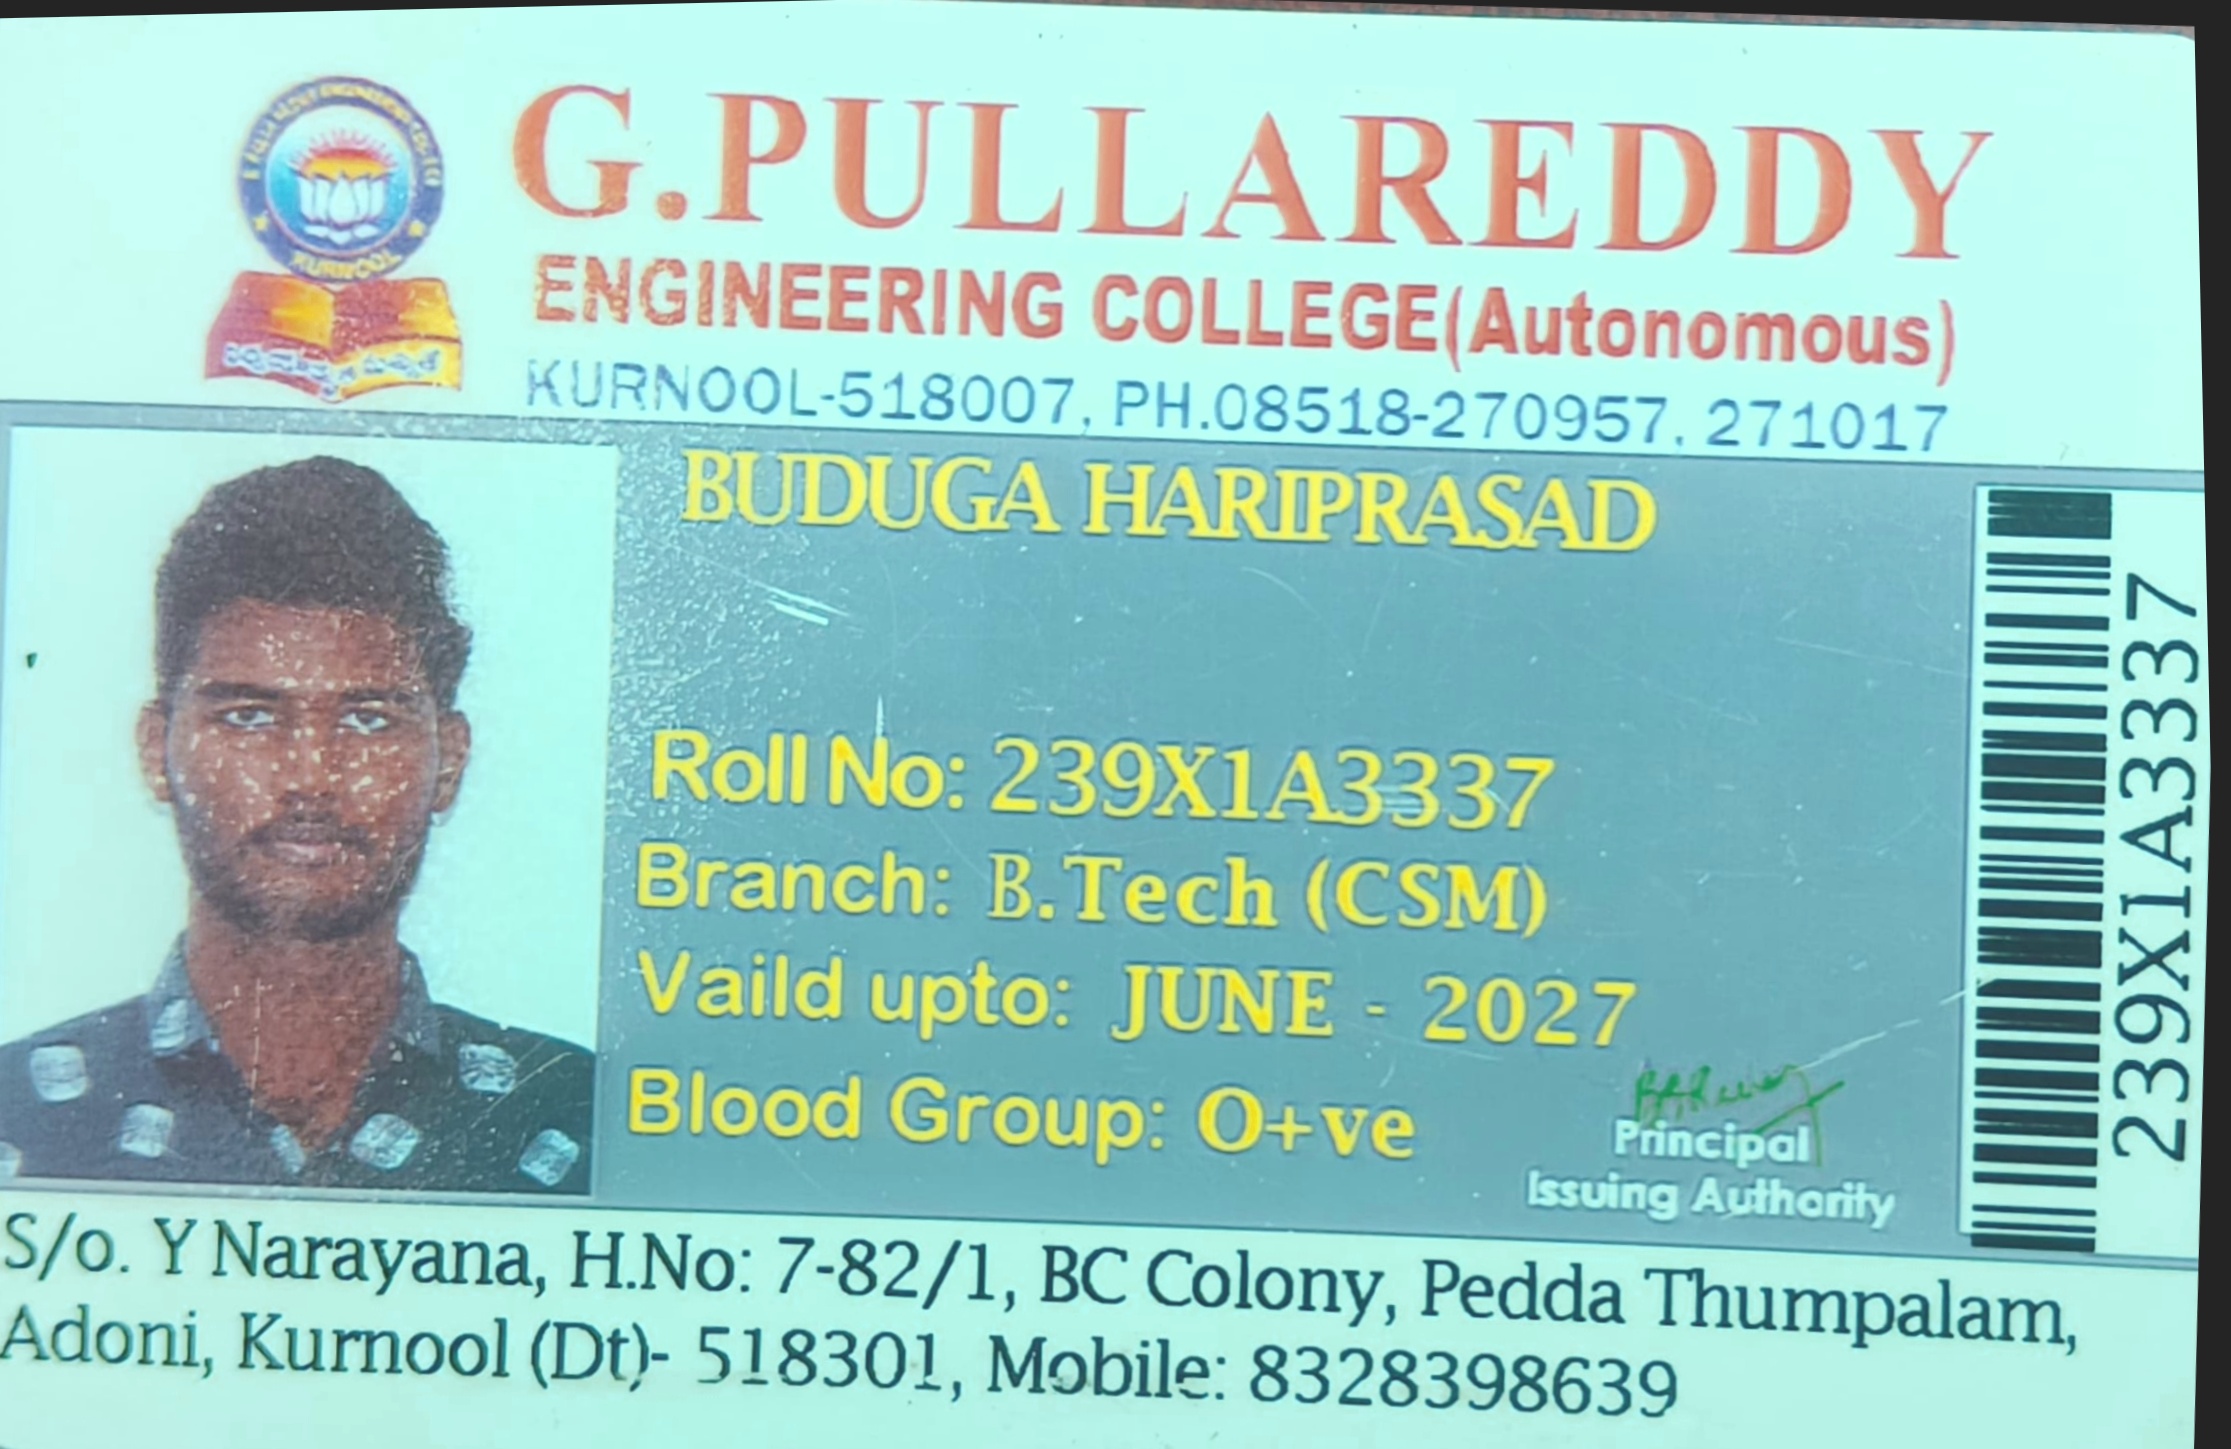 G.PULLAREDDY
ENGINEERING COLLEGE(Autonomous)
KURNOOL-518007, PH.08518-270957, 271017
KURNOOL
BUDUGA HARIPRASAD
Roll No: 239X1A3337
Branch: B.Tech (CSM)
Vaild upto: JUNE - 2027
Blood Group: O+ve
Principal
Issuing Authority
239X1A3337
S/o. Y Narayana, H.No: 7-82/1, BC Colony, Pedda Thumpalam,
Adoni, Kurnool (Dt)- 518301, Mobile: 8328398639